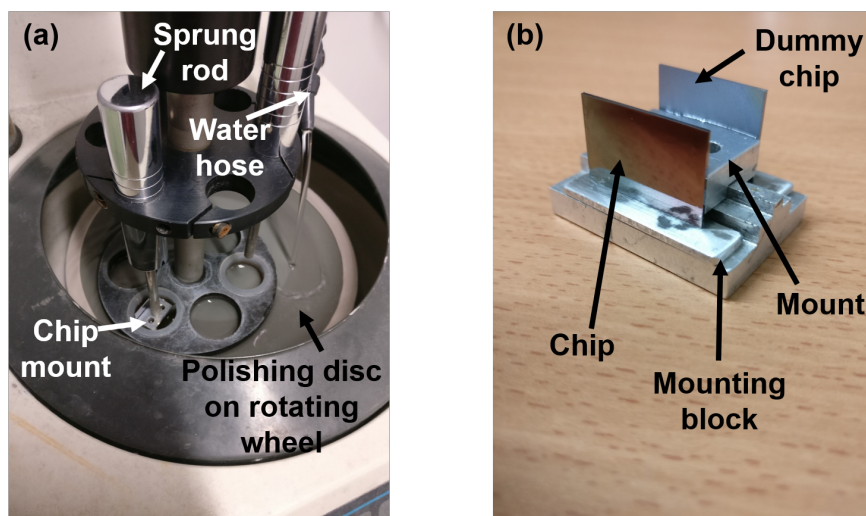 (a)
Sprung
rod
Water
hose
Chip
mount
Polishing disc
on rotating
wheel
(b)
Dummy
chip
Mount
Chip
Mounting
block